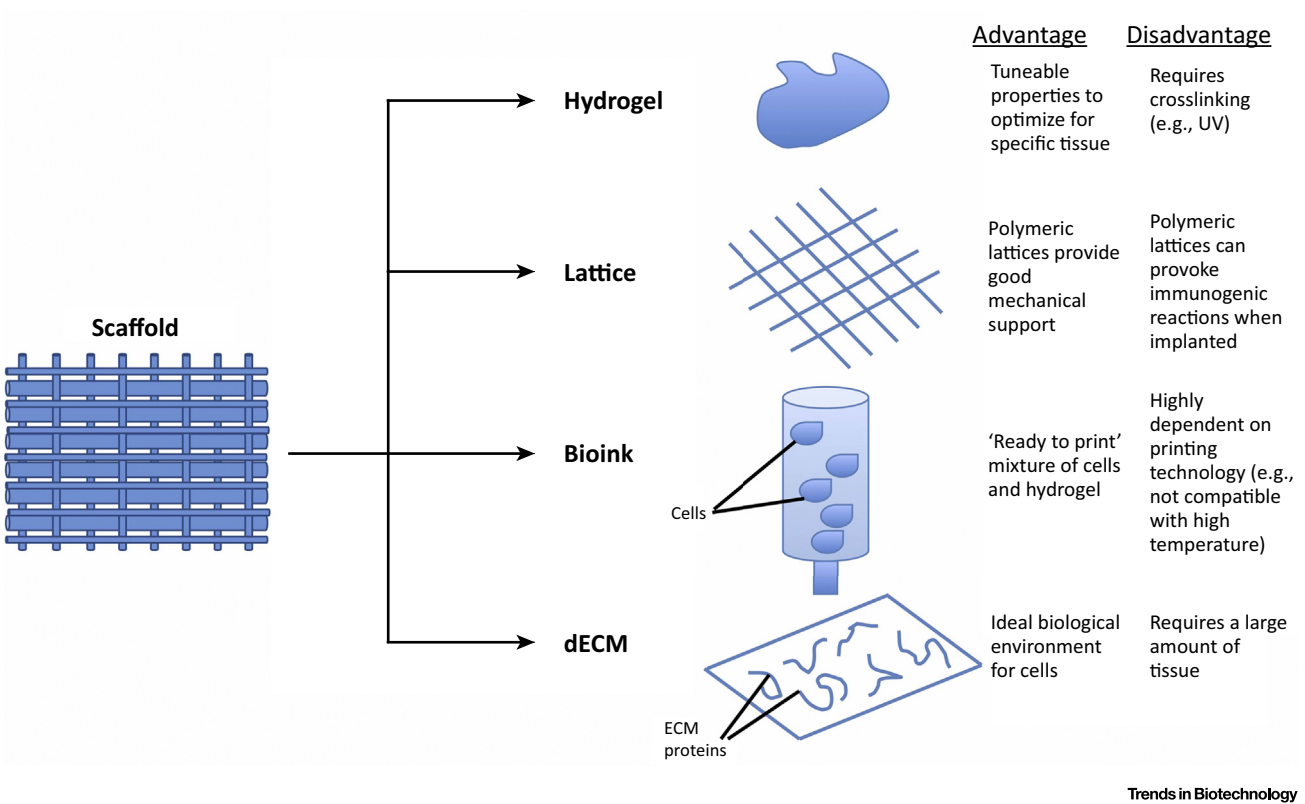 Advantage
Disadvantage
Hydrogel
Tuneable
properties to
optimize for
specific tissue
Requires
crosslinking
(e.g., UV)
Scaffold
Lattice
Polymeric
lattices provide
good
mechanical
support
Polymeric
lattices can
provoke
immunogenic
reactions when
implanted
Bioink
Cells
‘Ready to print’
mixture of cells
and hydrogel
Highly
dependent on
printing
technology (e.g.,
not compatible
with high
temperature)
dECM
ECM
proteins
Ideal biological
environment
for cells
Requires a large
amount of
tissue
Trends in Biotechnology